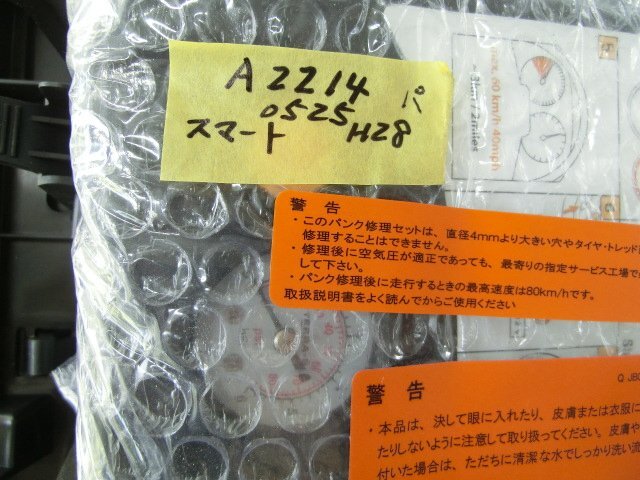 A2214
0525 パ
スマート H28
max. 80 km/h-40mph
警 告
・このパンク修理セットは、直径4mmより大きい穴やタイヤ・トレッド
修理することはできません。
・修理後に空気圧が適正であっても、最寄りの指定サービス工場で
して下さい。
・パンク修理後に走行するときの最高速度は80km/hです。
取扱説明書をよく読んでからご使用ください
警 告
・本品は、決して眼に入れたり、皮膚または衣服に
たりしないように注意して取り扱ってください。皮膚や
付いた場合は、ただちに清潔な水でしっかり洗い流